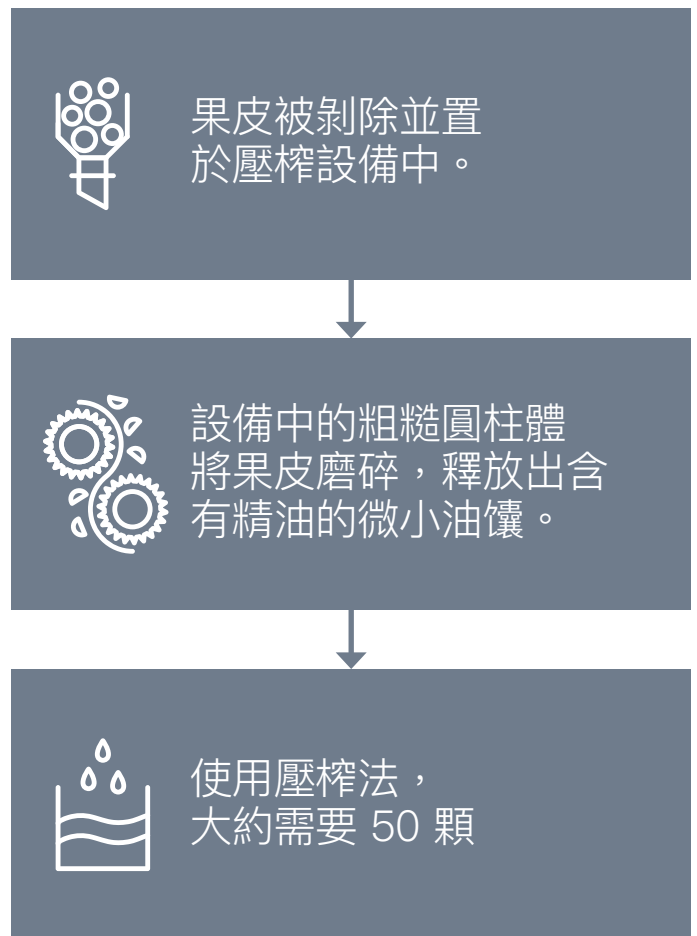 果皮被剝除並置
於壓榨設備中。
設備中的粗糙圓柱體
將果皮磨碎，釋放出含
有精油的微小油馕。
使用壓榨法，
大約需要 50 顆